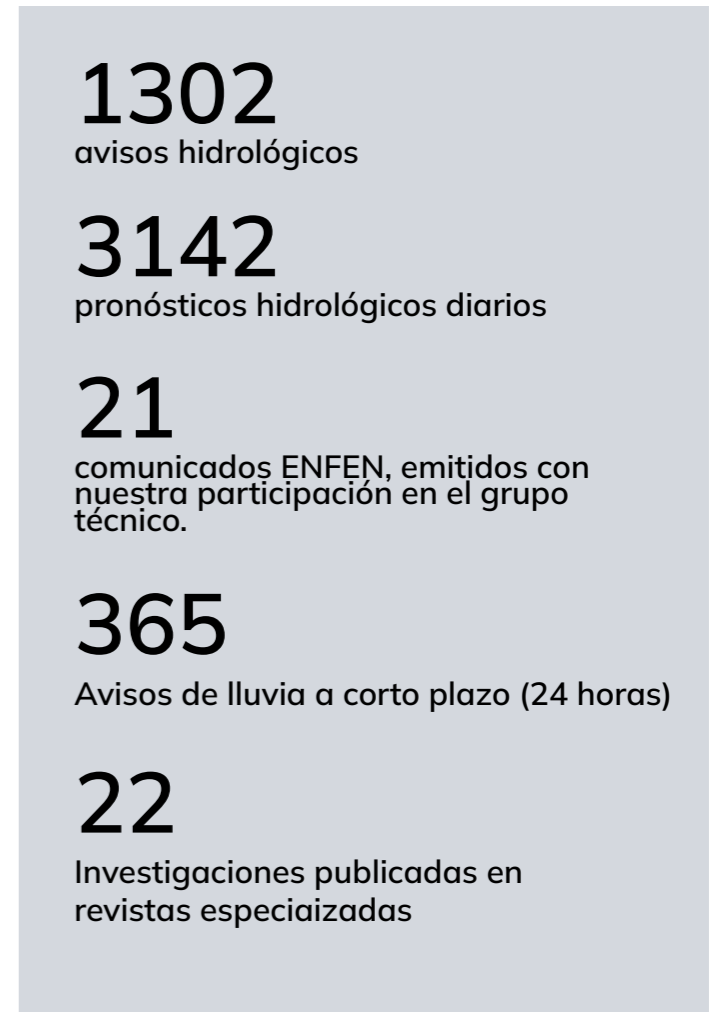 1302
avisos hidrológicos
3142
pronósticos hidrológicos diarios
21
comunicados ENFEN, emitidos con
nuestra participación en el grupo
técnico.
365
Avisos de lluvia a corto plazo (24 horas)
22
Investigaciones publicadas en
revistas especiaizadas